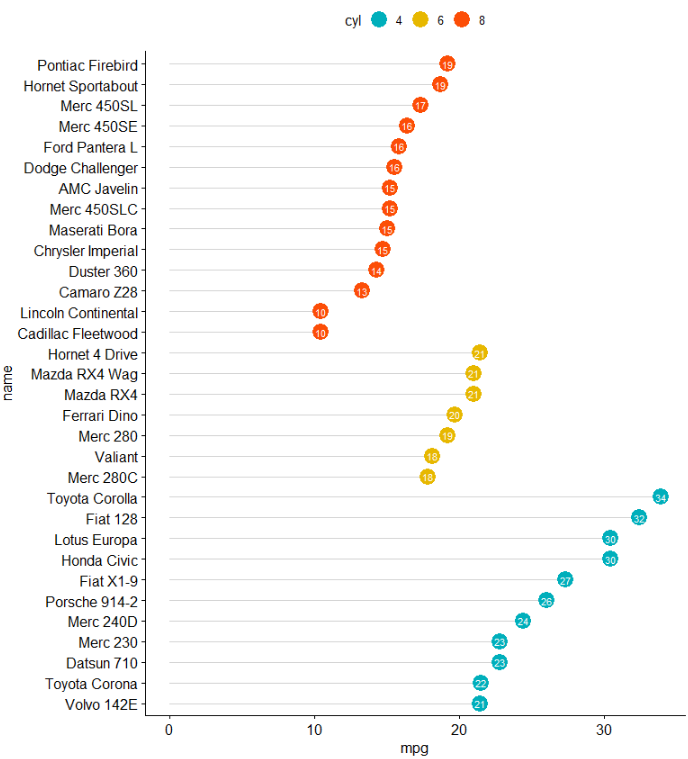 cyl 4 6 8
Pontiac Firebird 19
Hornet Sportabout 19
Merc 450SL 17
Merc 450SE 16
Ford Pantera L 16
Dodge Challenger 16
AMC Javelin 15
Merc 450SLC 15
Maserati Bora 15
Chrysler Imperial 15
Duster 360 14
Camaro Z28 13
Lincoln Continental 10
Cadillac Fleetwood 10
Hornet 4 Drive 21
Mazda RX4 Wag 21
Mazda RX4 21
Ferrari Dino 20
Merc 280 19
Valiant 18
Merc 280C 18
Toyota Corolla 34
Fiat 128 32
Lotus Europa 30
Honda Civic 30
Fiat X1-9 27
Porsche 914-2 26
Merc 240D 24
Merc 230 23
Datsun 710 23
Toyota Corona 22
Volvo 142E 21
name
0 10 20 30
mpg